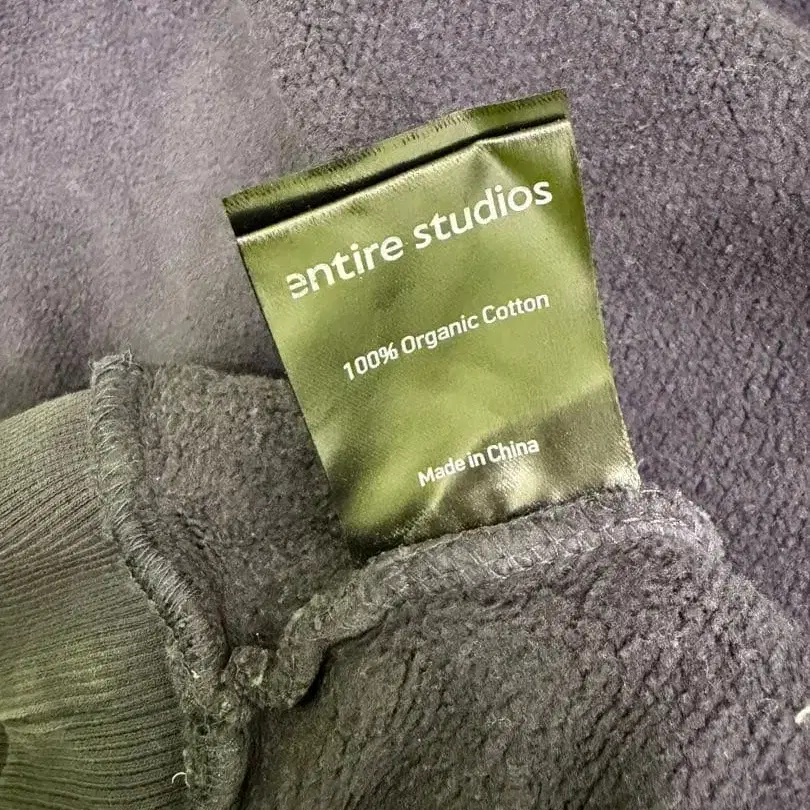 entire studios
100% Organic Cotton
Made in China